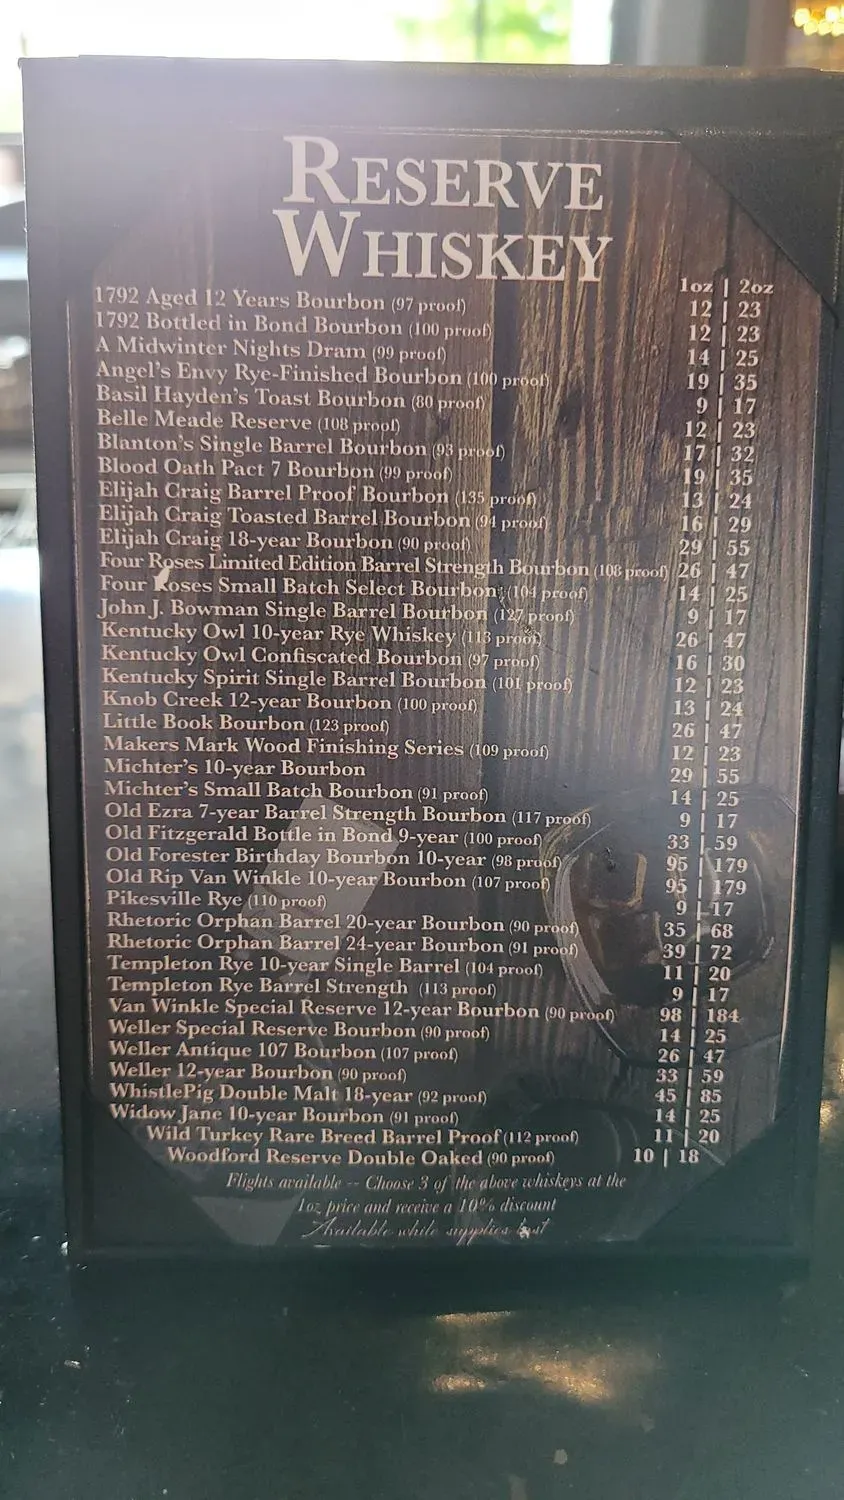 RESERVE
WHISKEY
1oz | 2oz
1792 Aged 12 Years Bourbon (97 proof) 12 | 23
1792 Bottled in Bond Bourbon (100 proof) 12 | 23
A Midwinter Nights Dram (99 proof) 14 | 25
Angel's Envy Rye-Finished Bourbon (100 proof) 19 | 35
Basil Hayden's Toast Bourbon (80 proof) 9 | 17
Belle Meade Reserve (108 proof) 12 | 23
Blanton's Single Barrel Bourbon (93 proof) 17 | 32
Blood Oath Pact 7 Bourbon (99 proof) 19 | 35
Elijah Craig Barrel Proof Bourbon (135 proof) 13 | 24
Elijah Craig Toasted Barrel Bourbon (94 proof) 16 | 29
Elijah Craig 18-year Bourbon (90 proof) 29 | 55
Four Roses Limited Edition Barrel Strength Bourbon (108 proof) 26 | 47
Four Roses Small Batch Select Bourbon (104 proof) 14 | 25
John J. Bowman Single Barrel Bourbon (127 proof) 9 | 17
Kentucky Owl 10-year Rye Whiskey (113 proof) 26 | 47
Kentucky Owl Confiscated Bourbon (97 proof) 16 | 30
Kentucky Spirit Single Barrel Bourbon (101 proof) 12 | 23
Knob Creek 12-year Bourbon (100 proof) 13 | 24
Little Book Bourbon (123 proof) 26 | 47
Makers Mark Wood Finishing Series (109 proof) 12 | 23
Michter's 10-year Bourbon 29 | 55
Michter's Small Batch Bourbon (91 proof) 14 | 25
Old Ezra 7-year Barrel Strength Bourbon (117 proof) 9 | 17
Old Fitzgerald Bottle in Bond 9-year (100 proof) 33 | 59
Old Forester Birthday Bourbon 10-year (98 proof) 95 | 179
Old Rip Van Winkle 10-year Bourbon (107 proof) 95 | 179
Pikesville Rye (110 proof) 9 | 17
Rhetoric Orphan Barrel 20-year Bourbon (90 proof) 35 | 68
Rhetoric Orphan Barrel 24-year Bourbon (91 proof) 39 | 72
Templeton Rye 10-year Single Barrel (104 proof) 11 | 20
Templeton Rye Barrel Strength (113 proof) 9 | 17
Van Winkle Special Reserve 12-year Bourbon (90 proof) 98 | 184
Weller Special Reserve Bourbon (90 proof) 14 | 25
Weller Antique 107 Bourbon (107 proof) 26 | 47
Weller 12-year Bourbon (90 proof) 33 | 59
WhistlePig Double Malt 18-year (92 proof) 45 | 85
Widow Jane 10-year Bourbon (91 proof) 14 | 25
Wild Turkey Rare Breed Barrel Proof (112 proof) 11 | 20
Woodford Reserve Double Oaked (90 proof) 10 | 18
Flights available -- Choose 3 of the above whiskeys at the
1oz price and receive a 10% discount
Available while supplies last